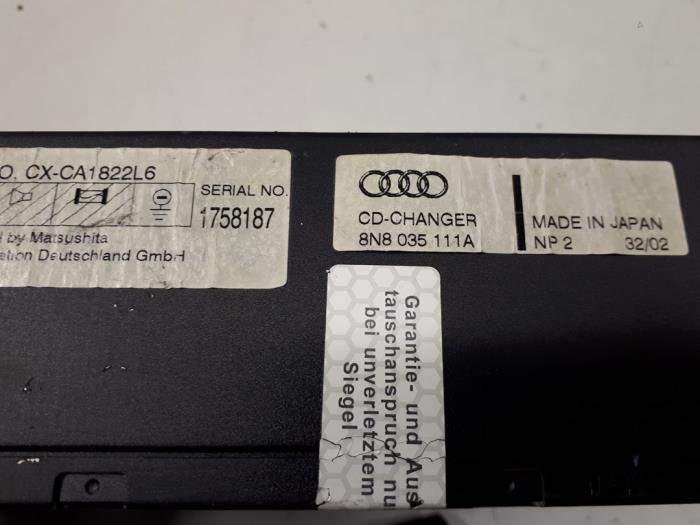 O. CX-CA1822L6
SERIAL NO.
1758187
by Matsushita
Deutschland GmbH
CD-CHANGER
8N8 035 111A
MADE IN JAPAN
NP 2 32/02
Garantie- und Aus
tauschanspruch nu
bei unverletztem
Siegel